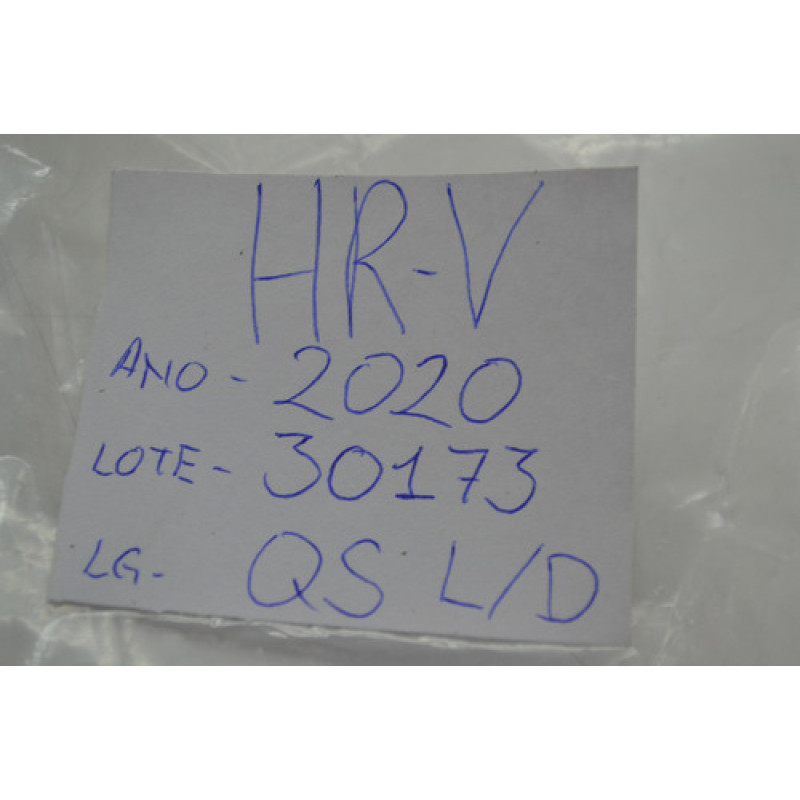 HR-V
ANO - 2020
LOTE - 30173
LG. QS L/D